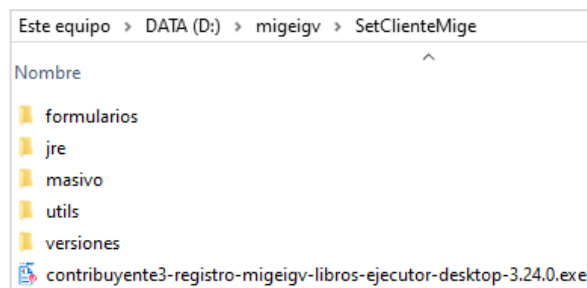 Este equipo > DATA (D:) > migeigv > SetClienteMige
Nombre
formularios
jre
masivo
utils
versiones
contribuyente3-registro-migeigv-libros-ejecutor-desktop-3.24.0.exe